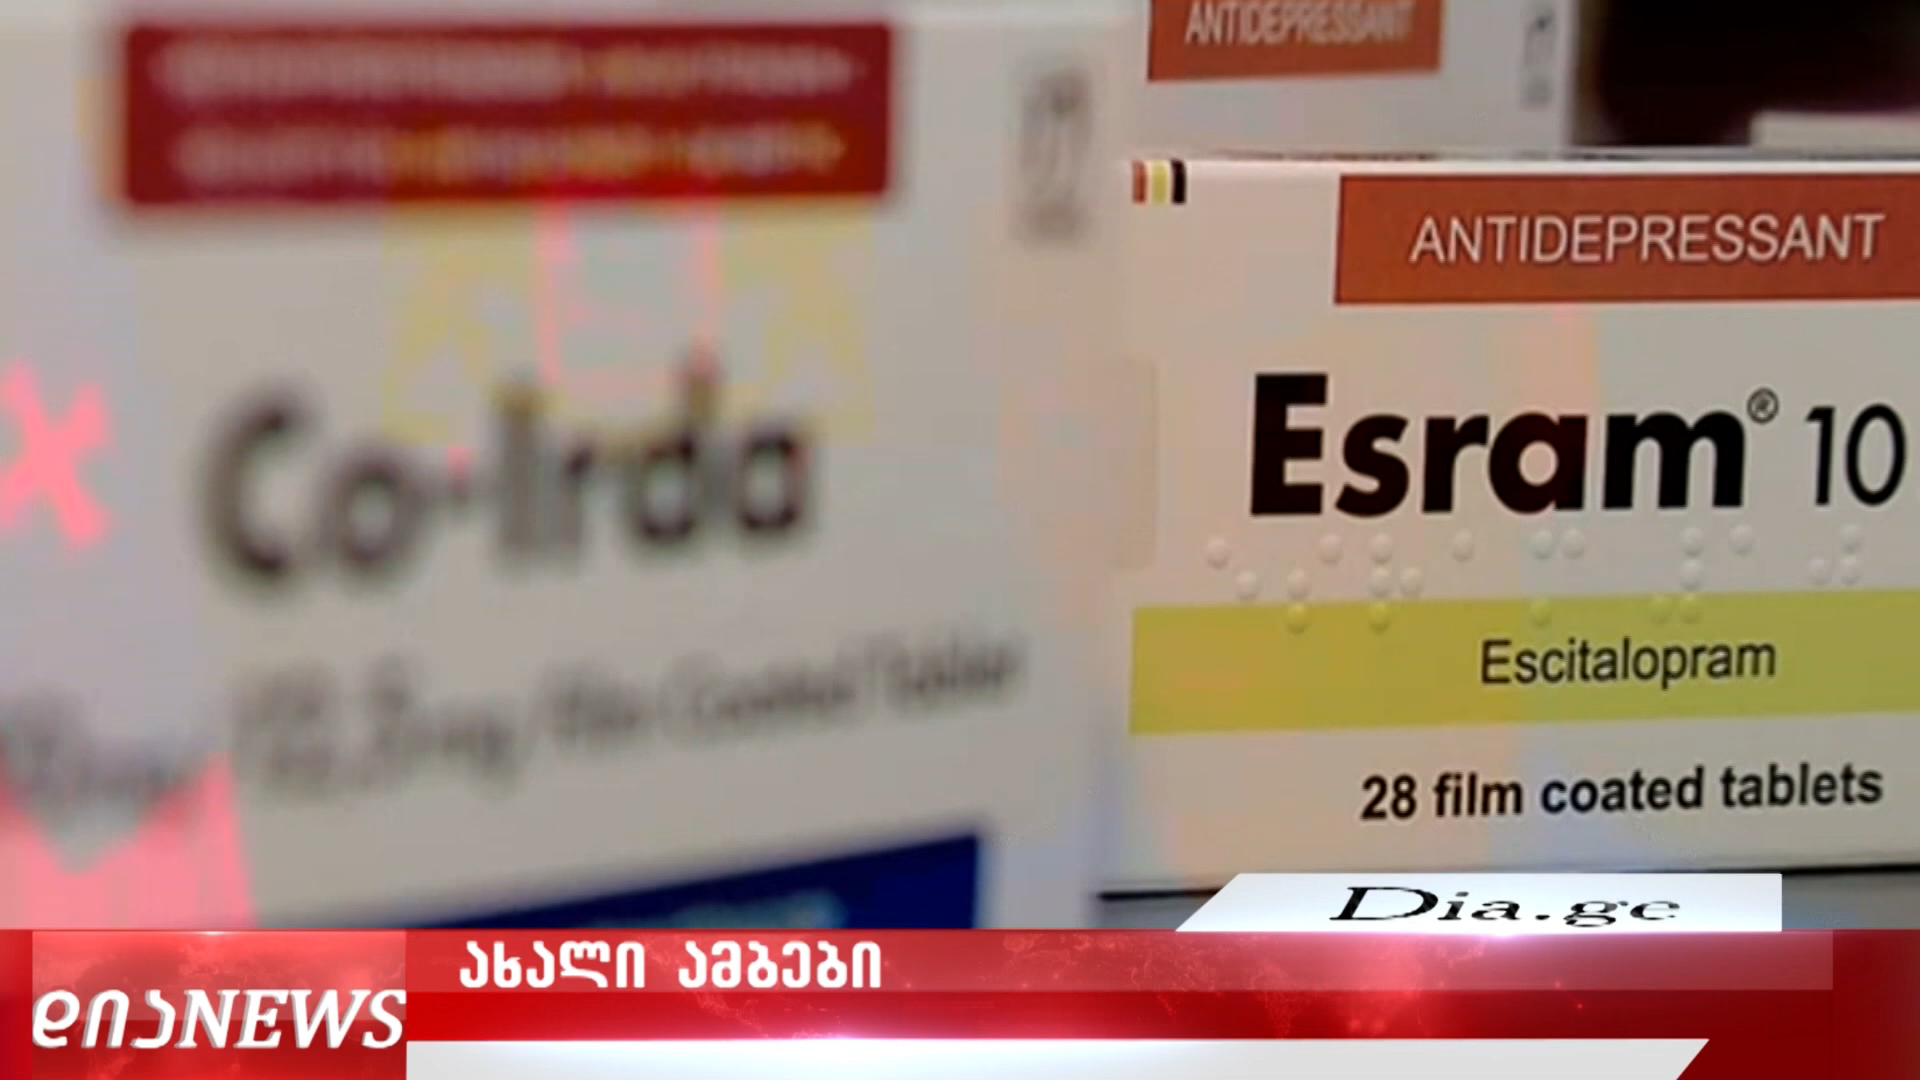 ANTIDEPRESSANT
ANTIDEPRESSANT
Co-Irda
Esram® 10
Escitalopram
28 film coated tablets
Dia.ge
ახალი ამბები
დიაNEWS